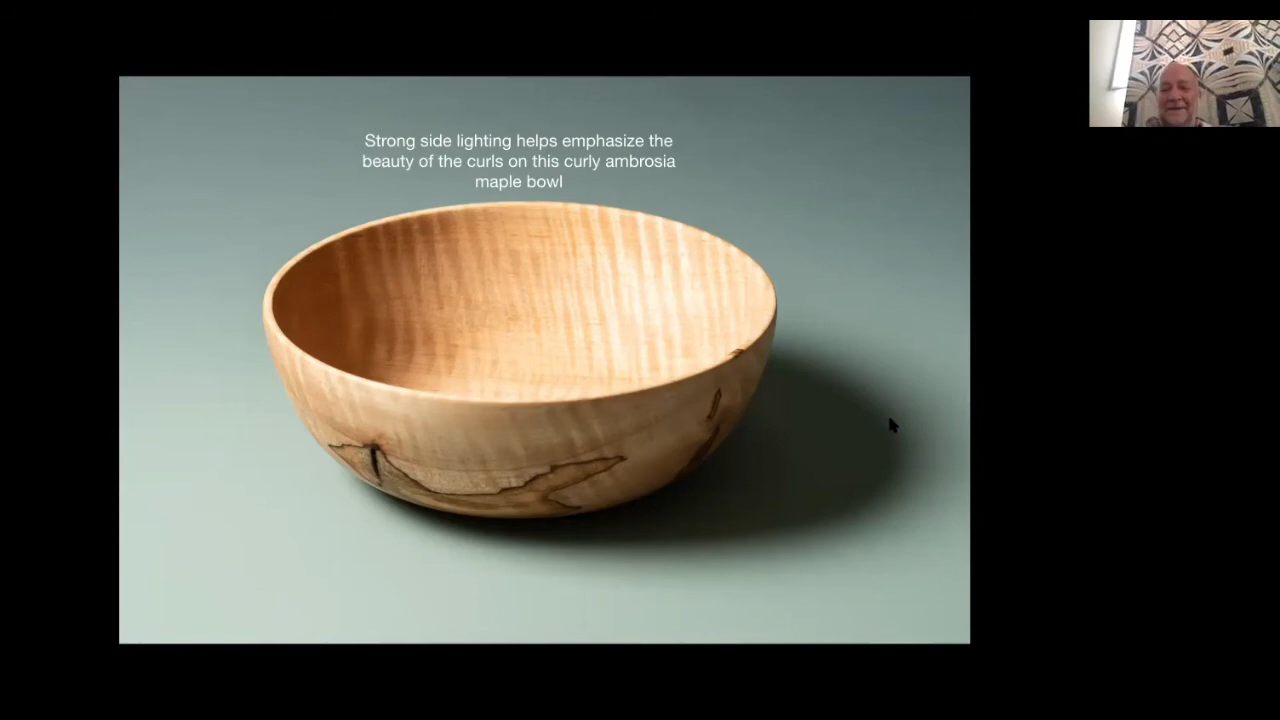 Strong side lighting helps emphasize the
beauty of the curls on this curly ambrosia
maple bowl